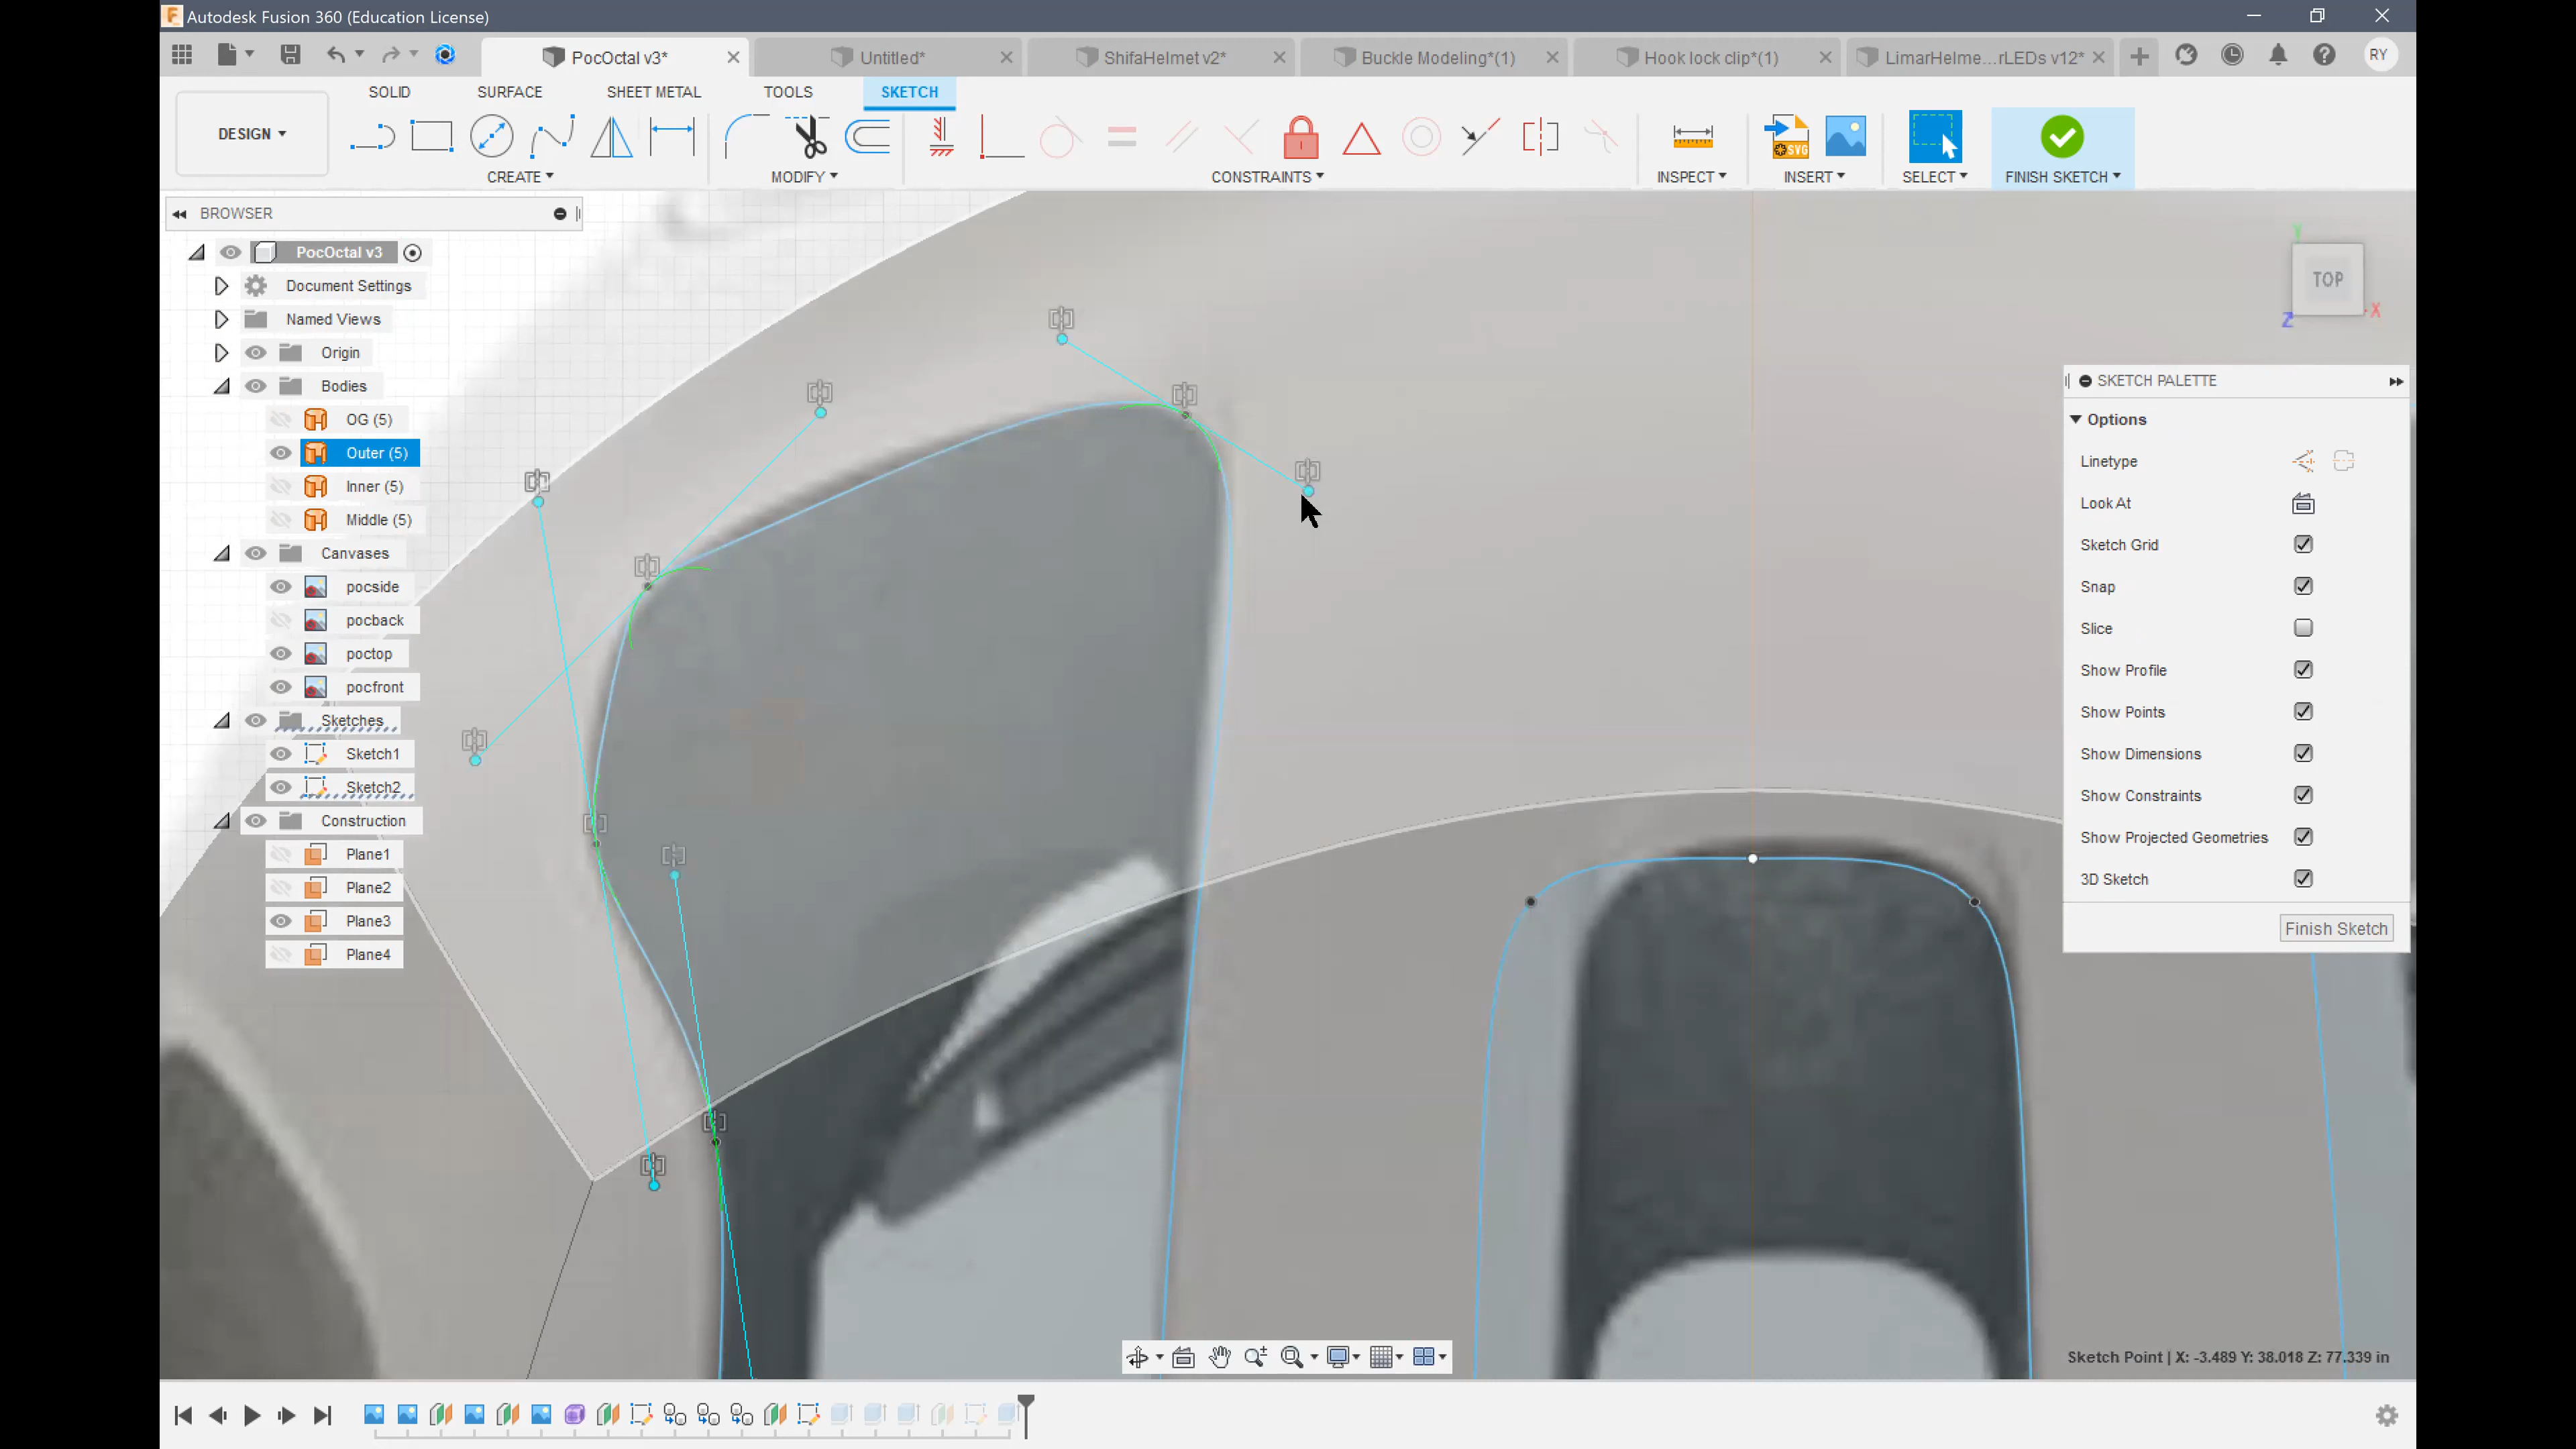 Autodesk Fusion 360 (Education License)
PocOctal v3*
Untitled*
ShifaHelmet v2*
Buckle Modeling*(1)
Hook lock clip*(1)
LimarHelme...rLEDs v12*
RY
SOLID
SURFACE
SHEET METAL
TOOLS
SKETCH
DESIGN
SVG
CREATE
MODIFY
CONSTRAINTS
INSPECT
INSERT
SELECT
FINISH SKETCH
BROWSER
PocOctal v3
Document Settings
Named Views
Origin
Bodies
OG (5)
Outer (5)
Inner (5)
Middle (5)
Canvases
pocside
pocback
poctop
pocfront
Sketches
Sketch1
Sketch2
Construction
Plane1
Plane2
Plane3
Plane4
Y
TOP
X
Z
SKETCH PALETTE
Options
Linetype
Look At
Sketch Grid
Snap
Slice
Show Profile
Show Points
Show Dimensions
Show Constraints
Show Projected Geometries
3D Sketch
Finish Sketch
Sketch Point | X: -3.489 Y: 38.018 Z: 77.339 in